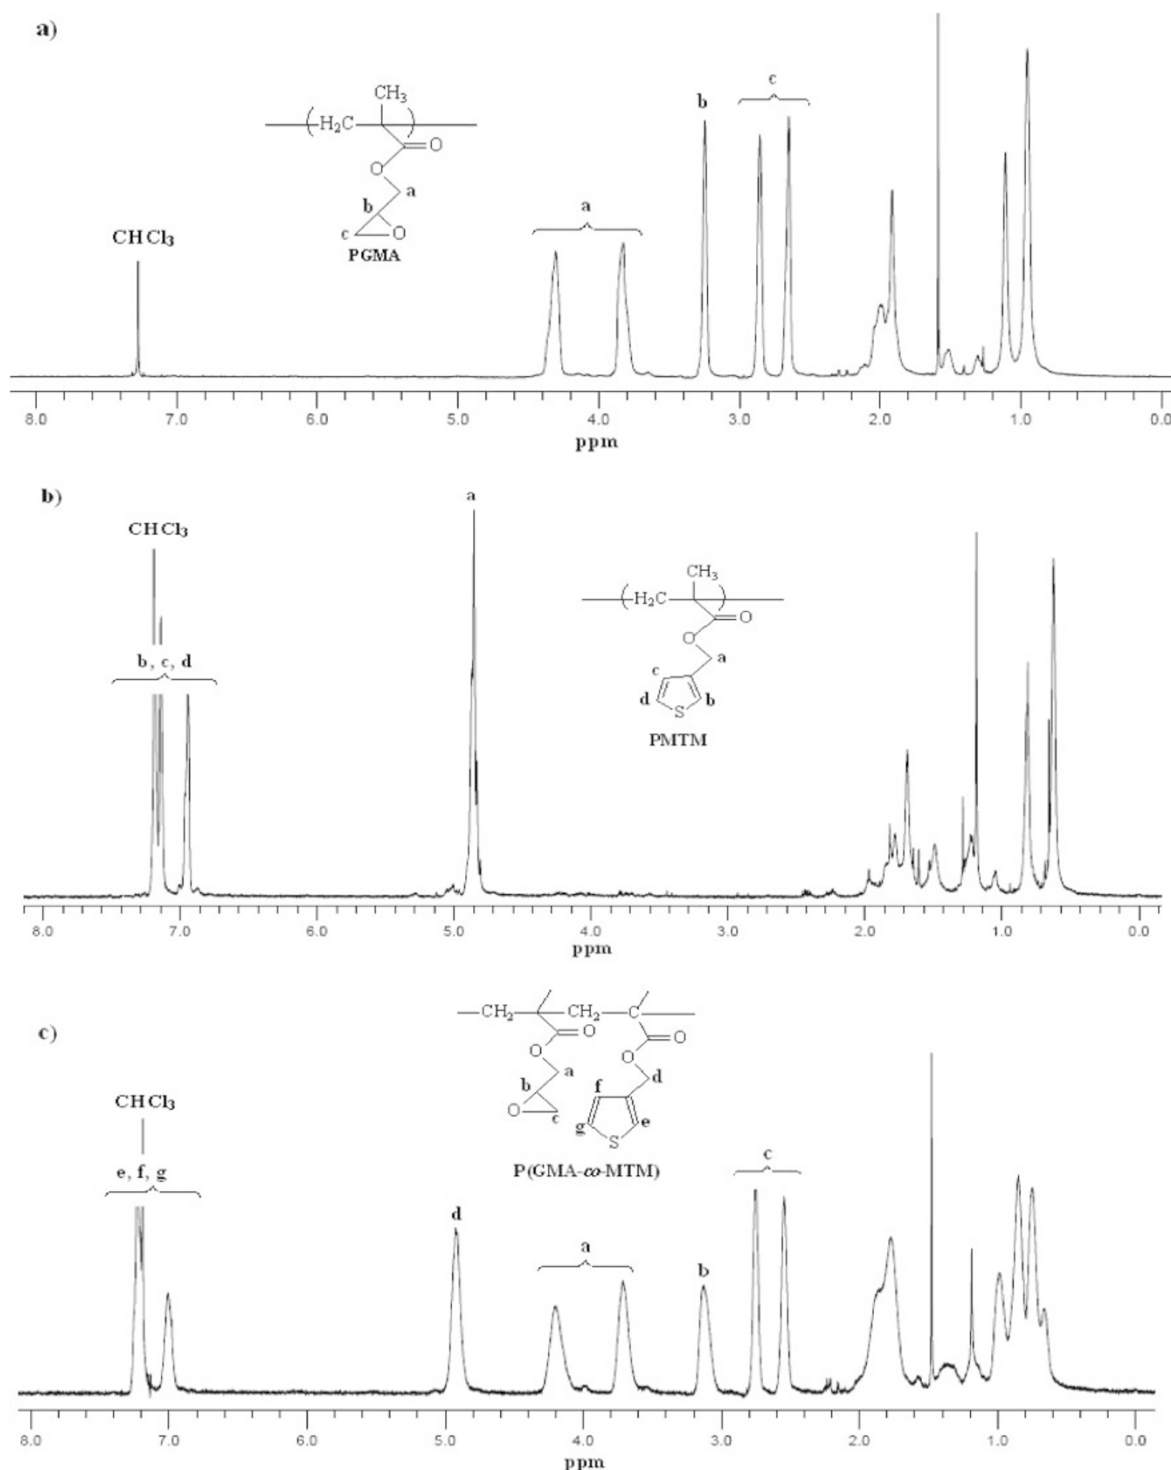 a)
CH₃
H₂C
O
O
a
b
c
O
PGMA
CHCl₃
a
b
c
8.0 7.0 6.0 5.0 4.0 3.0 2.0 1.0 0.0
ppm
b)
CHCl₃
b, c, d
a
CH₃
H₂C
O
O
a
c
d
b
S
PMTM
8.0 7.0 6.0 5.0 4.0 3.0 2.0 1.0 0.0
ppm
c)
CH₂ CH₂ C
O O
O O
a d
b f
O c g e
S
P(GMA-co-MTM)
CHCl₃
e, f, g
d
a
b
c
8.0 7.0 6.0 5.0 4.0 3.0 2.0 1.0 0.0
ppm